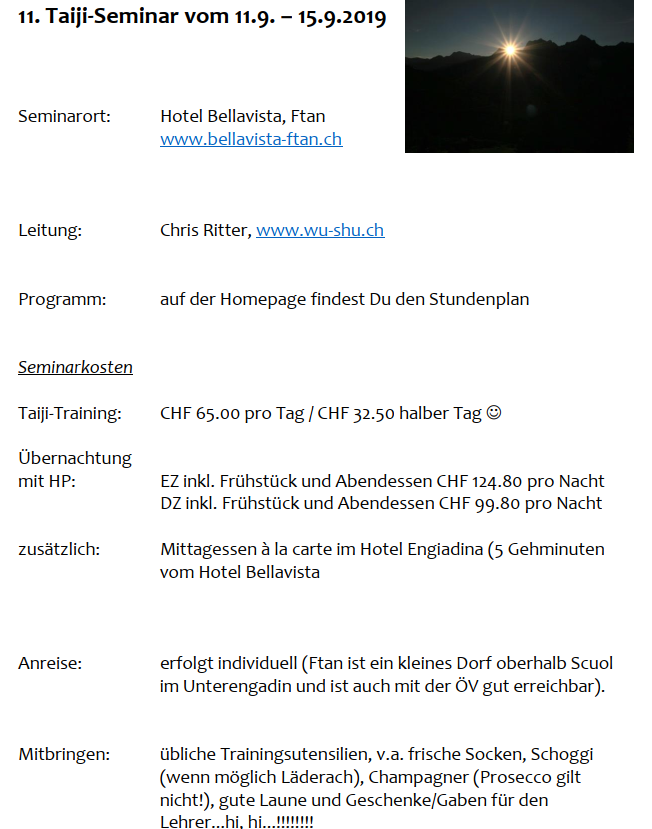 11. Taiji-Seminar vom 11.9. – 15.9.2019
Seminarort: Hotel Bellavista, Ftan
www.bellavista-ftan.ch
Leitung: Chris Ritter, www.wu-shu.ch
Programm: auf der Homepage findest Du den Stundenplan
Seminarkosten
Taiji-Training: CHF 65.00 pro Tag / CHF 32.50 halber Tag ☺
Übernachtung
mit HP: EZ inkl. Frühstück und Abendessen CHF 124.80 pro Nacht
DZ inkl. Frühstück und Abendessen CHF 99.80 pro Nacht
zusätzlich: Mittagessen à la carte im Hotel Engiadina (5 Gehminuten
vom Hotel Bellavista
Anreise: erfolgt individuell (Ftan ist ein kleines Dorf oberhalb Scuol
im Unterengadin und ist auch mit der ÖV gut erreichbar).
Mitbringen: übliche Trainingsutensilien, v.a. frische Socken, Schoggi
(wenn möglich Läderach), Champagner (Prosecco gilt
nicht!), gute Laune und Geschenke/Gaben für den
Lehrer...hi, hi...!!!!!!!!